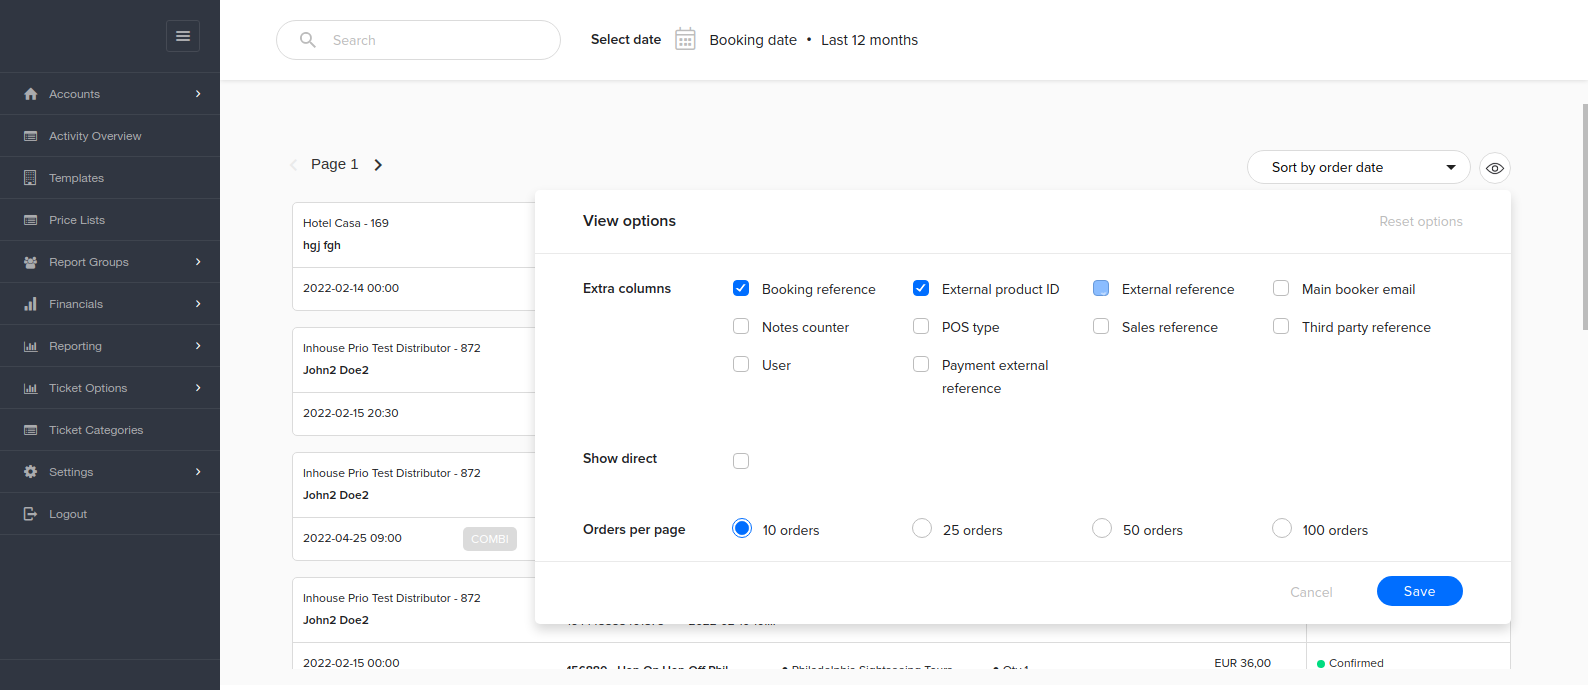 Search
Select date
Booking date • Last 12 months
Accounts
Activity Overview
Templates
Price Lists
Report Groups
Financials
Reporting
Ticket Options
Ticket Categories
Settings
Logout
Page 1
Sort by order date
Hotel Casa - 169
hgj fgh
2022-02-14 00:00
Inhouse Prio Test Distributor - 872
John2 Doe2
2022-02-15 20:30
Inhouse Prio Test Distributor - 872
John2 Doe2
2022-04-25 09:00
COMBI
Inhouse Prio Test Distributor - 872
John2 Doe2
2022-02-15 00:00
View options
Reset options
Extra columns
Booking reference
External product ID
External reference
Main booker email
Notes counter
POS type
Sales reference
Third party reference
User
Payment external
reference
Show direct
Orders per page
10 orders
25 orders
50 orders
100 orders
Cancel
Save
• Philadelphia Sightseeing Tours
• Qty 1
EUR 36,00
Confirmed